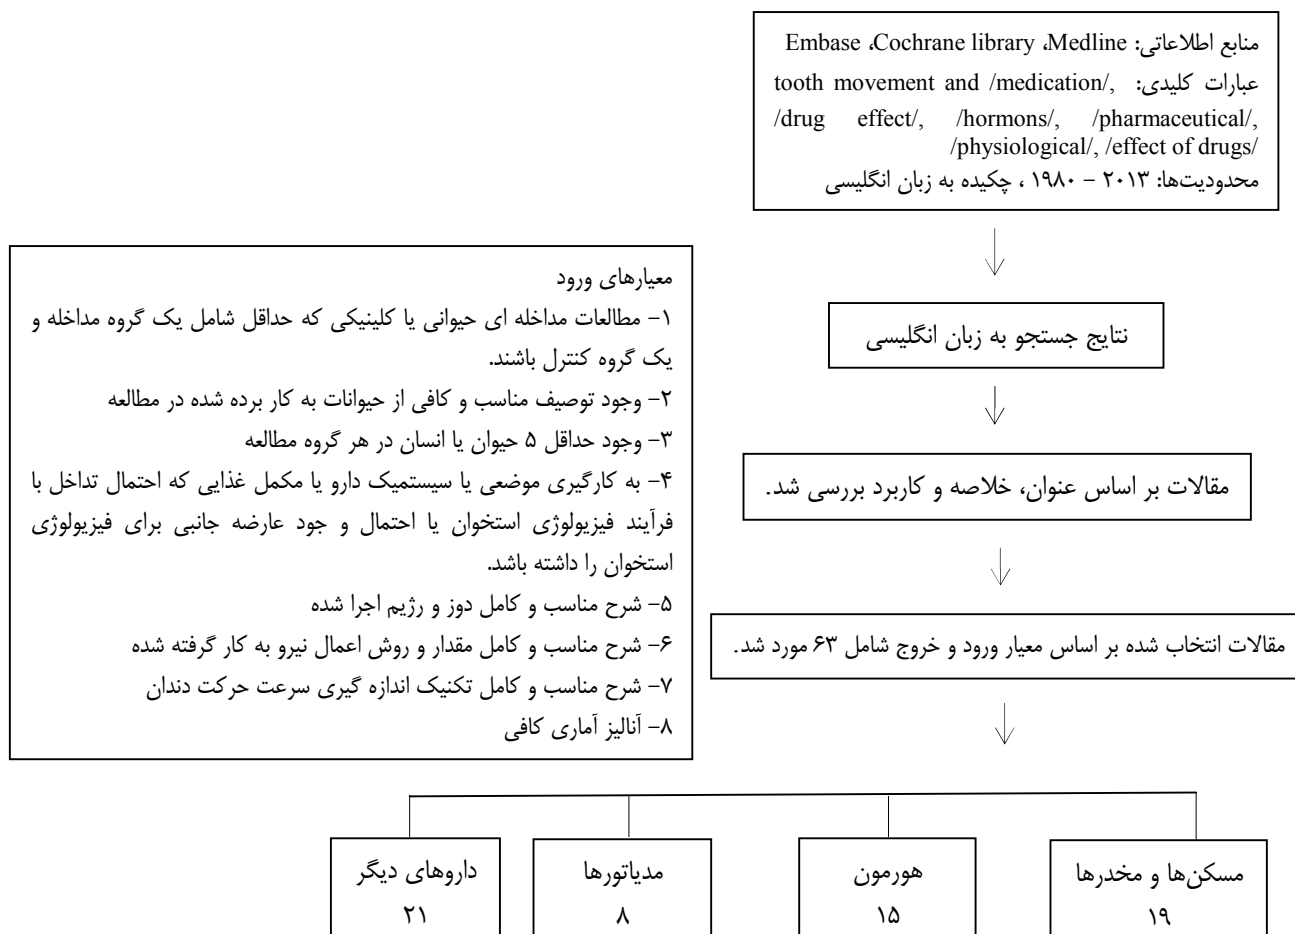 منابع اطلاعاتی: Embase ،Cochrane library ،Medline
عبارات کلیدی: tooth movement and /medication/,
/drug effect/, /hormons/, /pharmaceutical/,
/physiological/, /effect of drugs/
محدودیت‌ها: ۲۰۱۳ – ۱۹۸۰ ، چکیده به زبان انگلیسی
نتایج جستجو به زبان انگلیسی
مقالات بر اساس عنوان، خلاصه و کاربرد بررسی شد.
مقالات انتخاب شده بر اساس معیار ورود و خروج شامل ۶۳ مورد شد.
معیارهای ورود
۱- مطالعات مداخله ای حیوانی یا کلینیکی که حداقل شامل یک گروه مداخله و
یک گروه کنترل باشند.
۲- وجود توصیف مناسب و کافی از حیوانات به کار برده شده در مطالعه
۳- وجود حداقل ۵ حیوان یا انسان در هر گروه مطالعه
۴- به کارگیری موضعی یا سیستمیک دارو یا مکمل غذایی که احتمال تداخل با
فرآیند فیزیولوژی استخوان یا احتمال و جود عارضه جانبی برای فیزیولوژی
استخوان را داشته باشد.
۵- شرح مناسب و کامل دوز و رژیم اجرا شده
۶- شرح مناسب و کامل مقدار و روش اعمال نیرو به کار گرفته شده
۷- شرح مناسب و کامل تکنیک اندازه گیری سرعت حرکت دندان
۸- آنالیز آماری کافی
مسکن‌ها و مخدرها
۱۹
هورمون
۱۵
مدیاتورها
۸
داروهای دیگر
۲۱